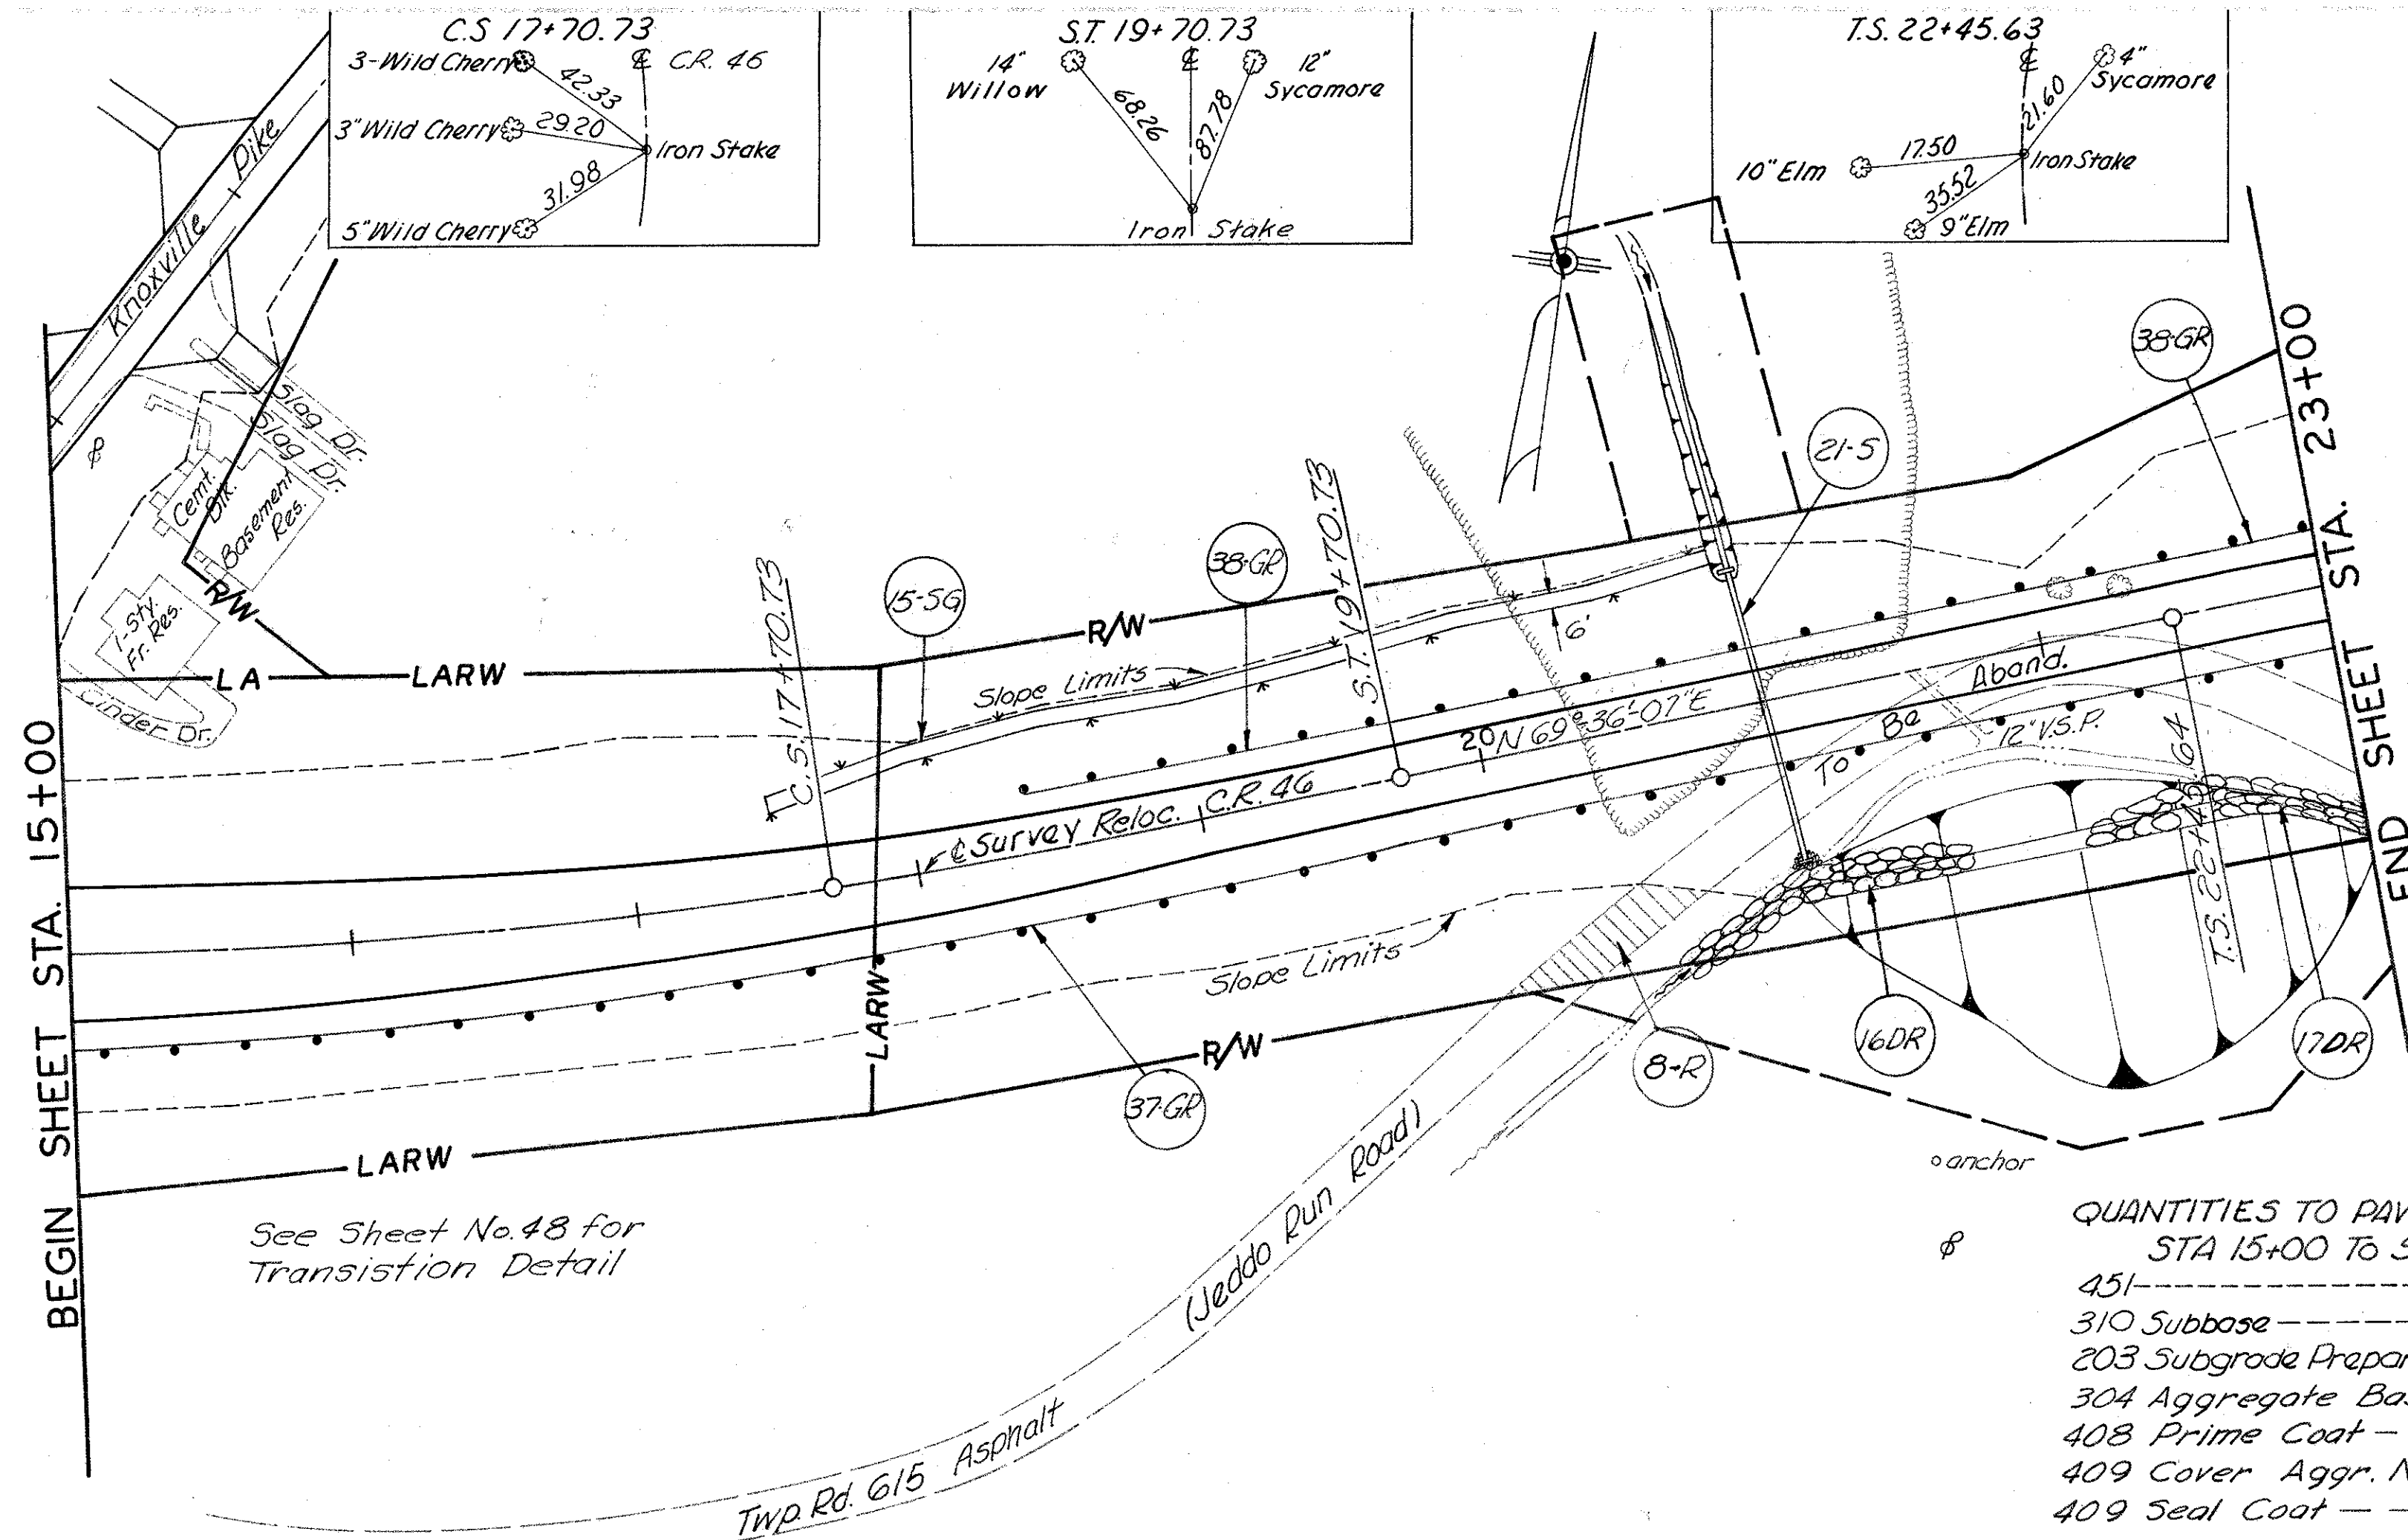 C.S 17+70.73
3-Wild Cherry
42.33
℄ C.R. 46
3"Wild Cherry
29.20
Iron Stake
31.98
5"Wild Cherry
S.T. 19+70.73
14"
Willow
68.26
℄
87.78
12"
Sycamore
Iron Stake
T.S. 22+45.63
℄
4"
Sycamore
21.60
10"Elm
17.50
Iron Stake
35.52
9"Elm
Knoxville Pike
Slag Dr.
Slag Dr.
Cemt.
Blk.
Basement
Res.
1-Sty.
Fr. Res.
Cinder Dr.
R/W
LA
LARW
BEGIN SHEET STA. 15+00
C.S. 17+70.73
15-SG
38-GR
R/W
S.T. 19+70.73
Slope Limits
6'
21-S
38-GR
END SHEET STA. 23+00
℄ Survey Reloc. C.R. 46
20
N 69°-36'-07"E
To Be Aband.
12" V.S.P.
T.S. 22+45.64
LARW
Slope Limits
R/W
37-GR
8-R
16DR
17DR
LARW
anchor
See Sheet No. 48 for
Transistion Detail
(Jeddo Run Road)
Twp. Rd. 615 Asphalt
QUANTITIES TO PAV
STA 15+00 To S
451
310 Subbase
203 Subgrade Prepar
304 Aggregate Bas
408 Prime Coat
409 Cover Aggr. N
409 Seal Coat